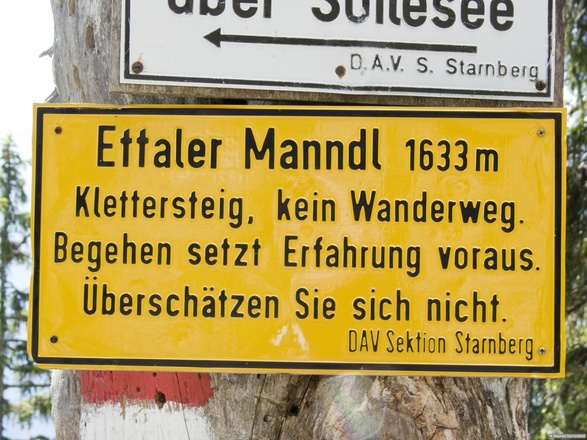 über Soilesee
D.A.V. S. Starnberg
Ettaler Manndl 1633 m
Klettersteig, kein Wanderweg.
Begehen setzt Erfahrung voraus.
Überschätzen Sie sich nicht.
DAV Sektion Starnberg